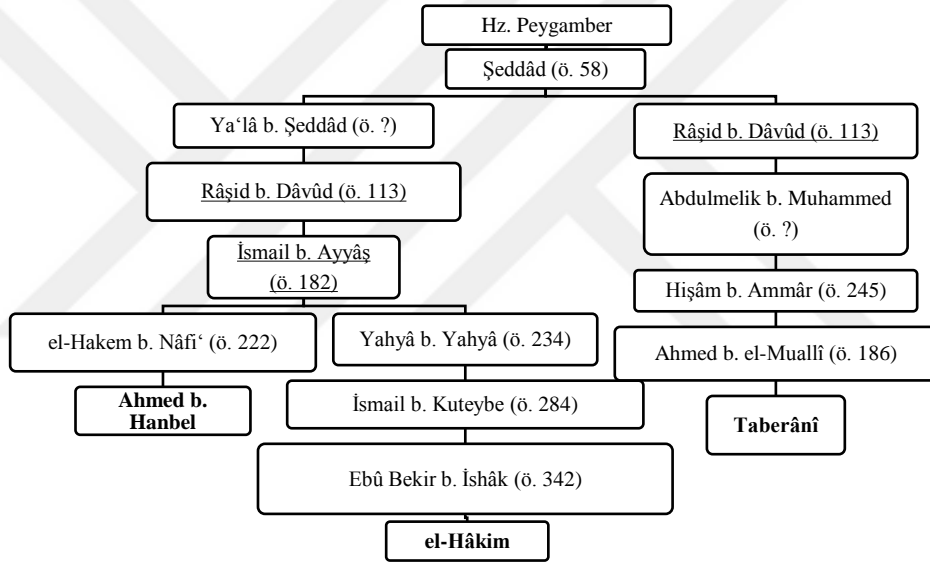 Hz. Peygamber
Şeddâd (ö. 58)
Ya‘lâ b. Şeddâd (ö. ?)
Râşid b. Dâvûd (ö. 113)
Râşid b. Dâvûd (ö. 113)
Abdulmelik b. Muhammed
(ö. ?)
İsmail b. Ayyâş
(ö. 182)
Hişâm b. Ammâr (ö. 245)
el-Hakem b. Nâfi‘ (ö. 222)
Yahyâ b. Yahyâ (ö. 234)
Ahmed b. el-Muallî (ö. 186)
Ahmed b.
Hanbel
İsmail b. Kuteybe (ö. 284)
Taberânî
Ebû Bekir b. İshâk (ö. 342)
el-Hâkim